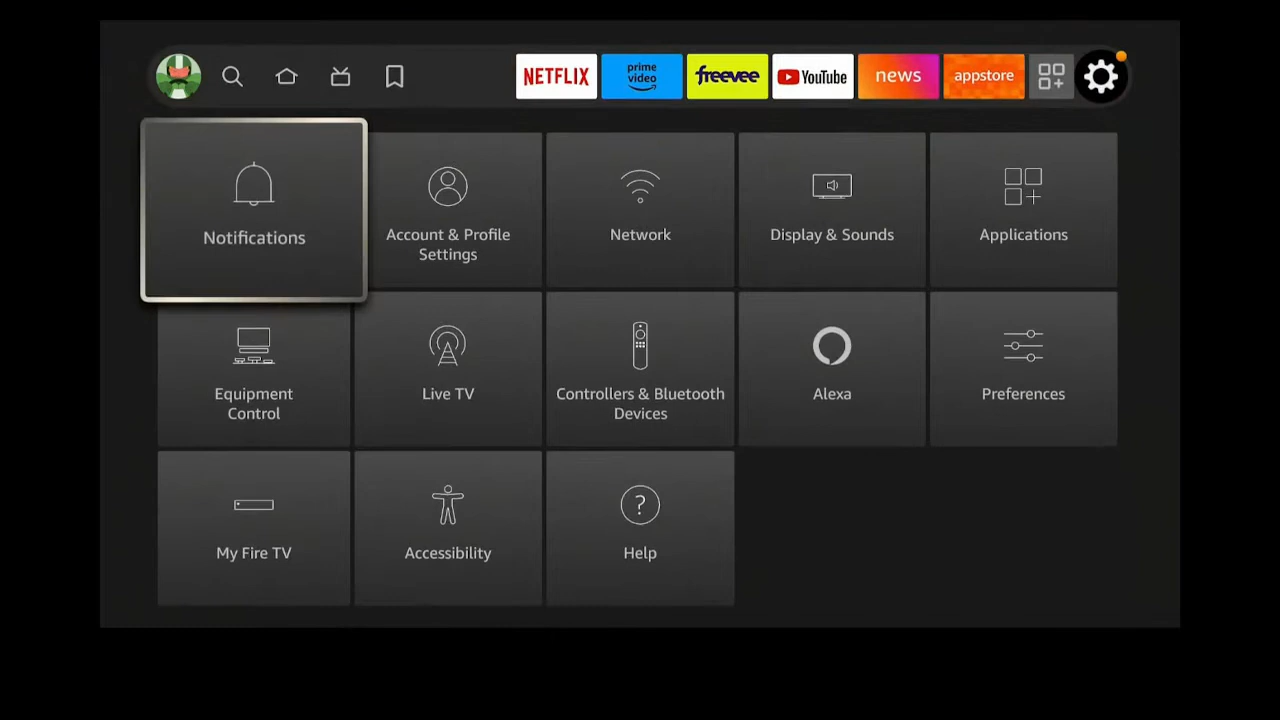 NETFLIX
prime
video
freevee
YouTube
news
appstore
Notifications
Account & Profile
Settings
Network
Display & Sounds
Applications
Equipment
Control
Live TV
Controllers & Bluetooth
Devices
Alexa
Preferences
My Fire TV
Accessibility
?
Help